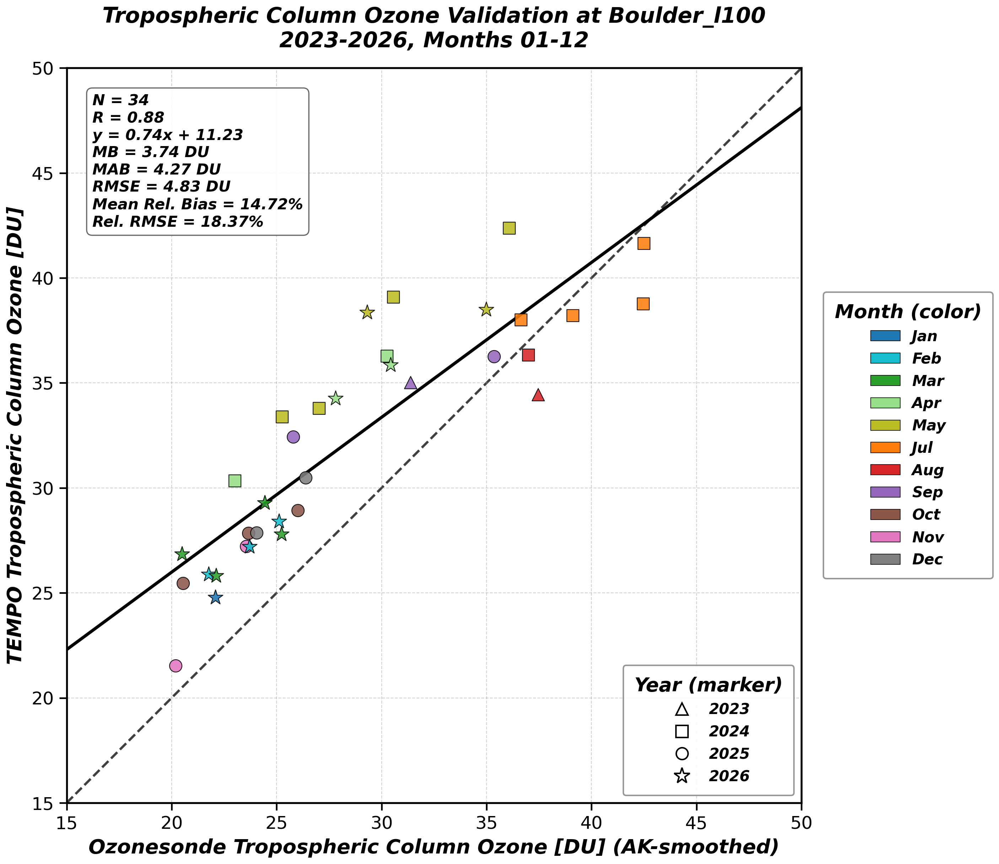 Tropospheric Column Ozone Validation at Boulder_l100
2023-2026, Months 01-12
TEMPO Tropospheric Column Ozone [DU]
50
45
40
35
30
25
20
15
N = 34
R = 0.88
y = 0.74x + 11.23
MB = 3.74 DU
MAB = 4.27 DU
RMSE = 4.83 DU
Mean Rel. Bias = 14.72%
Rel. RMSE = 18.37%
Month (color)
Jan
Feb
Mar
Apr
May
Jul
Aug
Sep
Oct
Nov
Dec
Year (marker)
2023
2024
2025
2026
15 20 25 30 35 40 45 50
Ozonesonde Tropospheric Column Ozone [DU] (AK-smoothed)